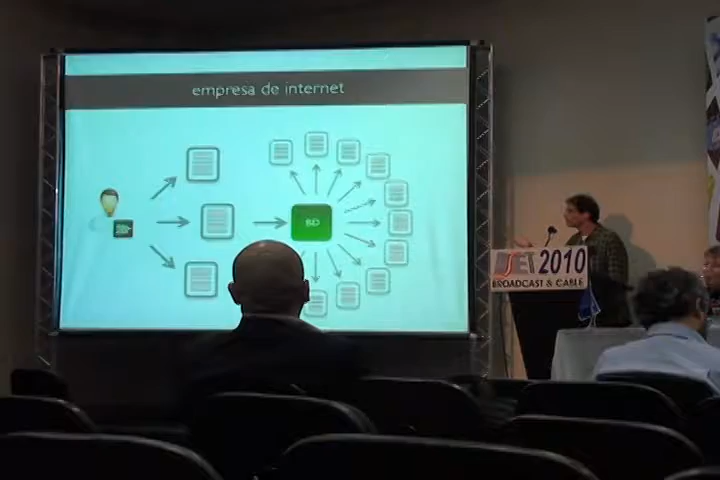 empresa de internet
BD
SET 2010
BROADCAST & CABLE